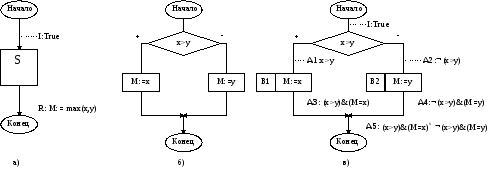 Начало
I:True
S
R: M:= max(x,y)
Конец
а)
Начало
+
x>y
-
M:=x
M:=y
Конец
б)
Начало
I:True
+
x>y
-
A1 x>y
A2 :¬ (x>y)
B1
M:=x
B2
M:=y
A3: (x>y)&(M=x)
A4:¬ (x>y)&(M=y)
A5: (x>y)&(M=x)ˇ ¬(x>y)&(M=y)
Конец
в)